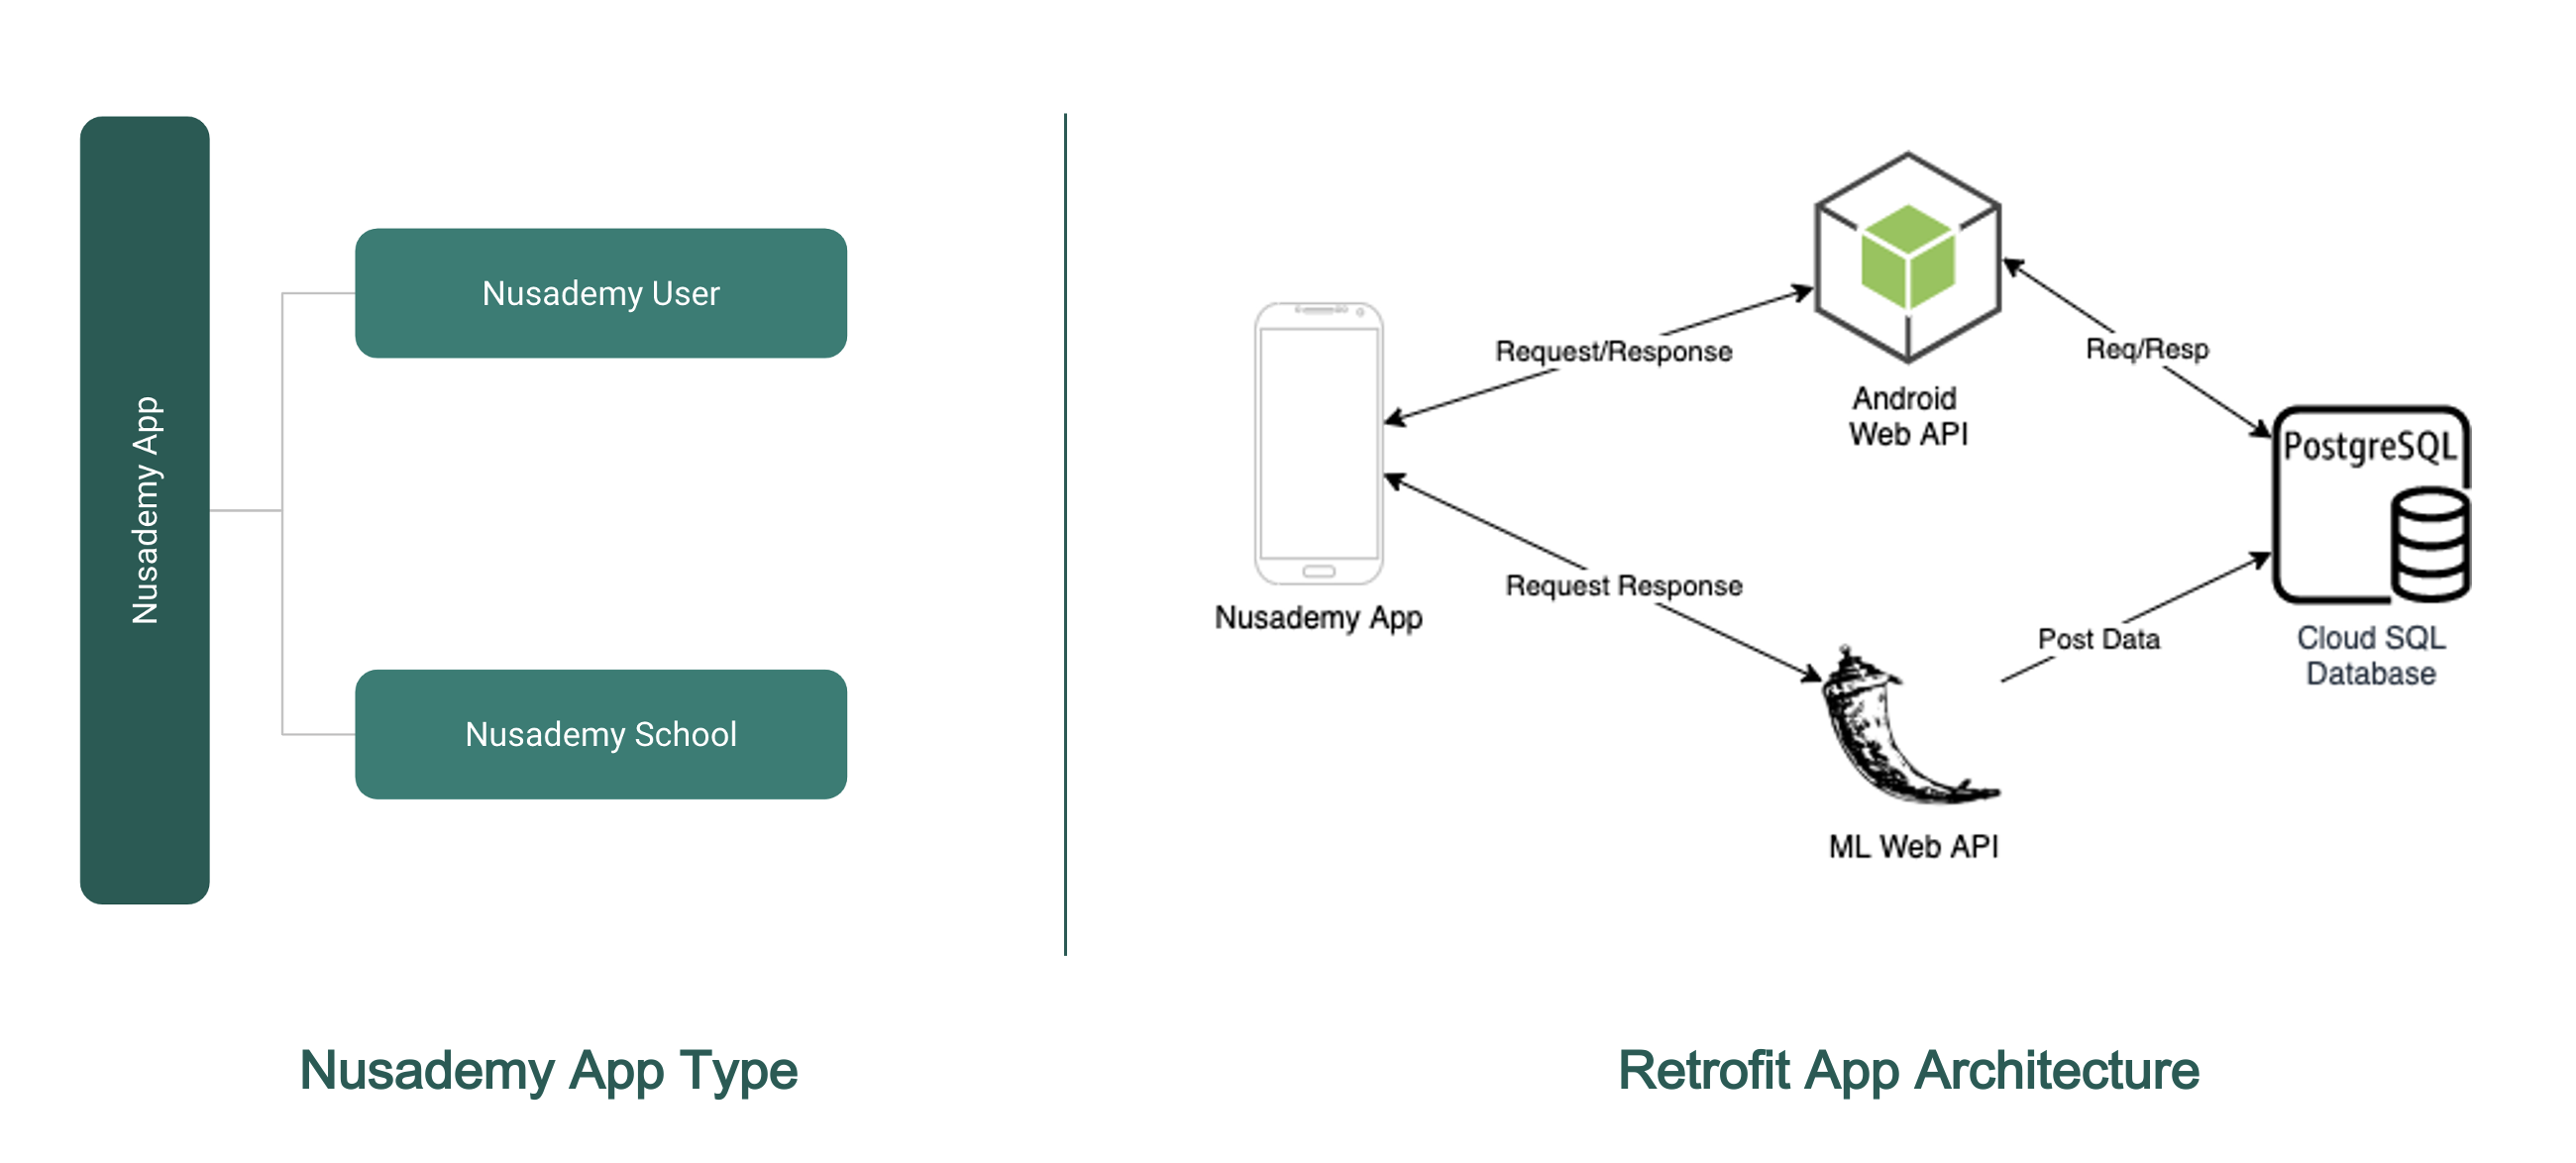 Nusademy App
Nusademy User
Nusademy School
Nusademy App Type
Request/Response
Android
Web API
Req/Resp
PostgreSQL
Nusademy App
Request Response
Post Data
Cloud SQL
Database
ML Web API
Retrofit App Architecture